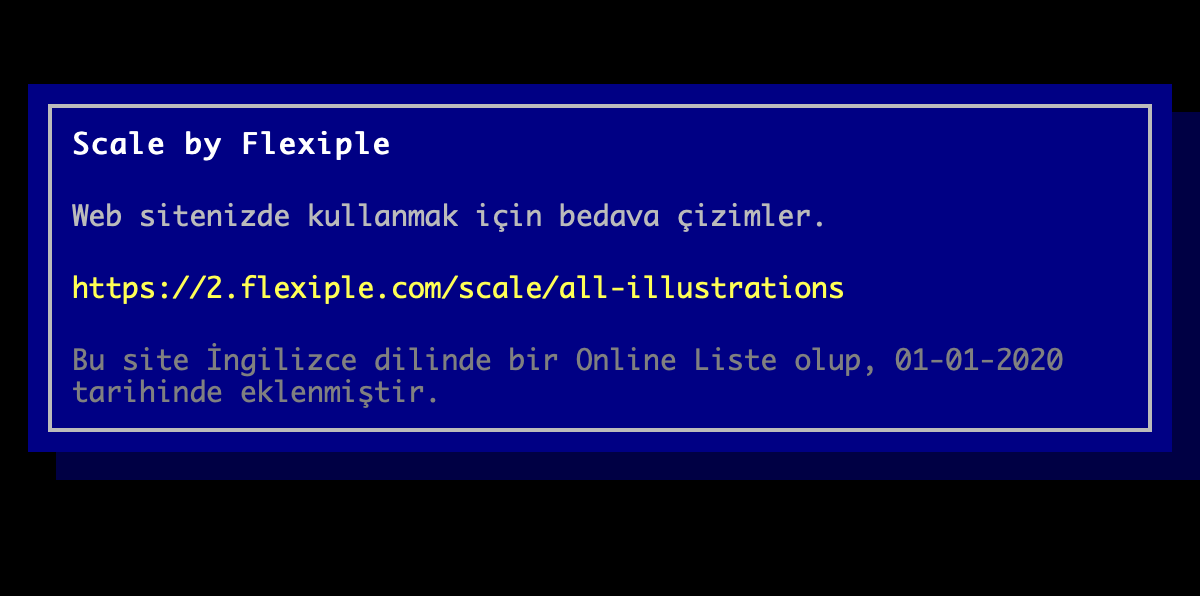 Scale by Flexiple
Web sitenizde kullanmak için bedava çizimler.
https://2.flexiple.com/scale/all-illustrations
Bu site İngilizce dilinde bir Online Liste olup, 01-01-2020
tarihinde eklenmiştir.